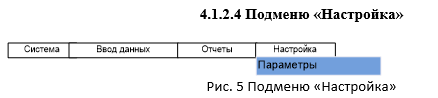 4.1.2.4 Подменю «Настройка»
Система Ввод данных Отчеты Настройка
Параметры
Рис. 5 Подменю «Настройка»